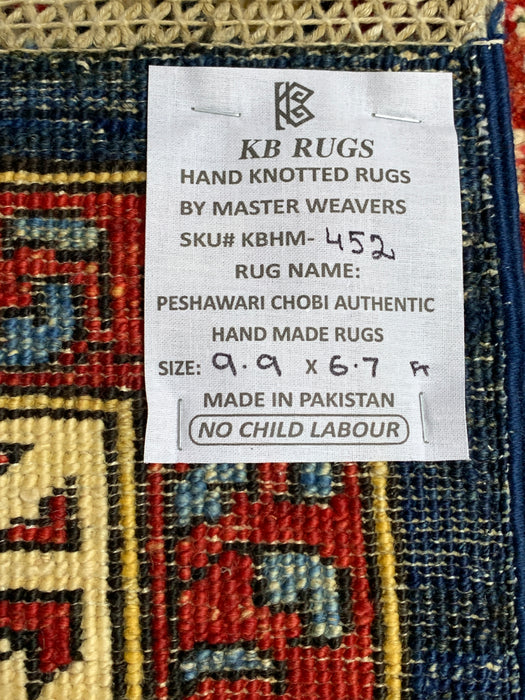 KB RUGS
HAND KNOTTED RUGS
BY MASTER WEAVERS
SKU# KBHM- 452
RUG NAME:
PESHAWARI CHOBI AUTHENTIC
HAND MADE RUGS
SIZE: 9.9 X 6.7 Ft
MADE IN PAKISTAN
NO CHILD LABOUR